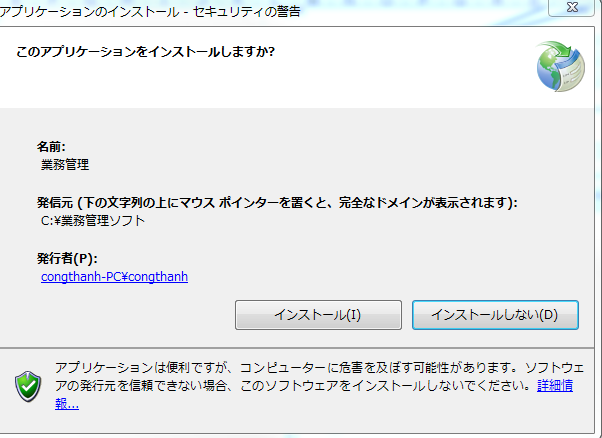 アプリケーションのインストール - セキュリティの警告
このアプリケーションをインストールしますか?
名前:
業務管理
発信元 (下の文字列の上にマウス ポインターを置くと、完全なドメインが表示されます):
C:¥業務管理ソフト
発行者(P):
congthanh-PC¥congthanh
インストール(I)
インストールしない(D)
アプリケーションは便利ですが、コンピューターに危害を及ぼす可能性があります。ソフトウェ
アの発行元を信頼できない場合、このソフトウェアをインストールしないでください。詳細情
報...